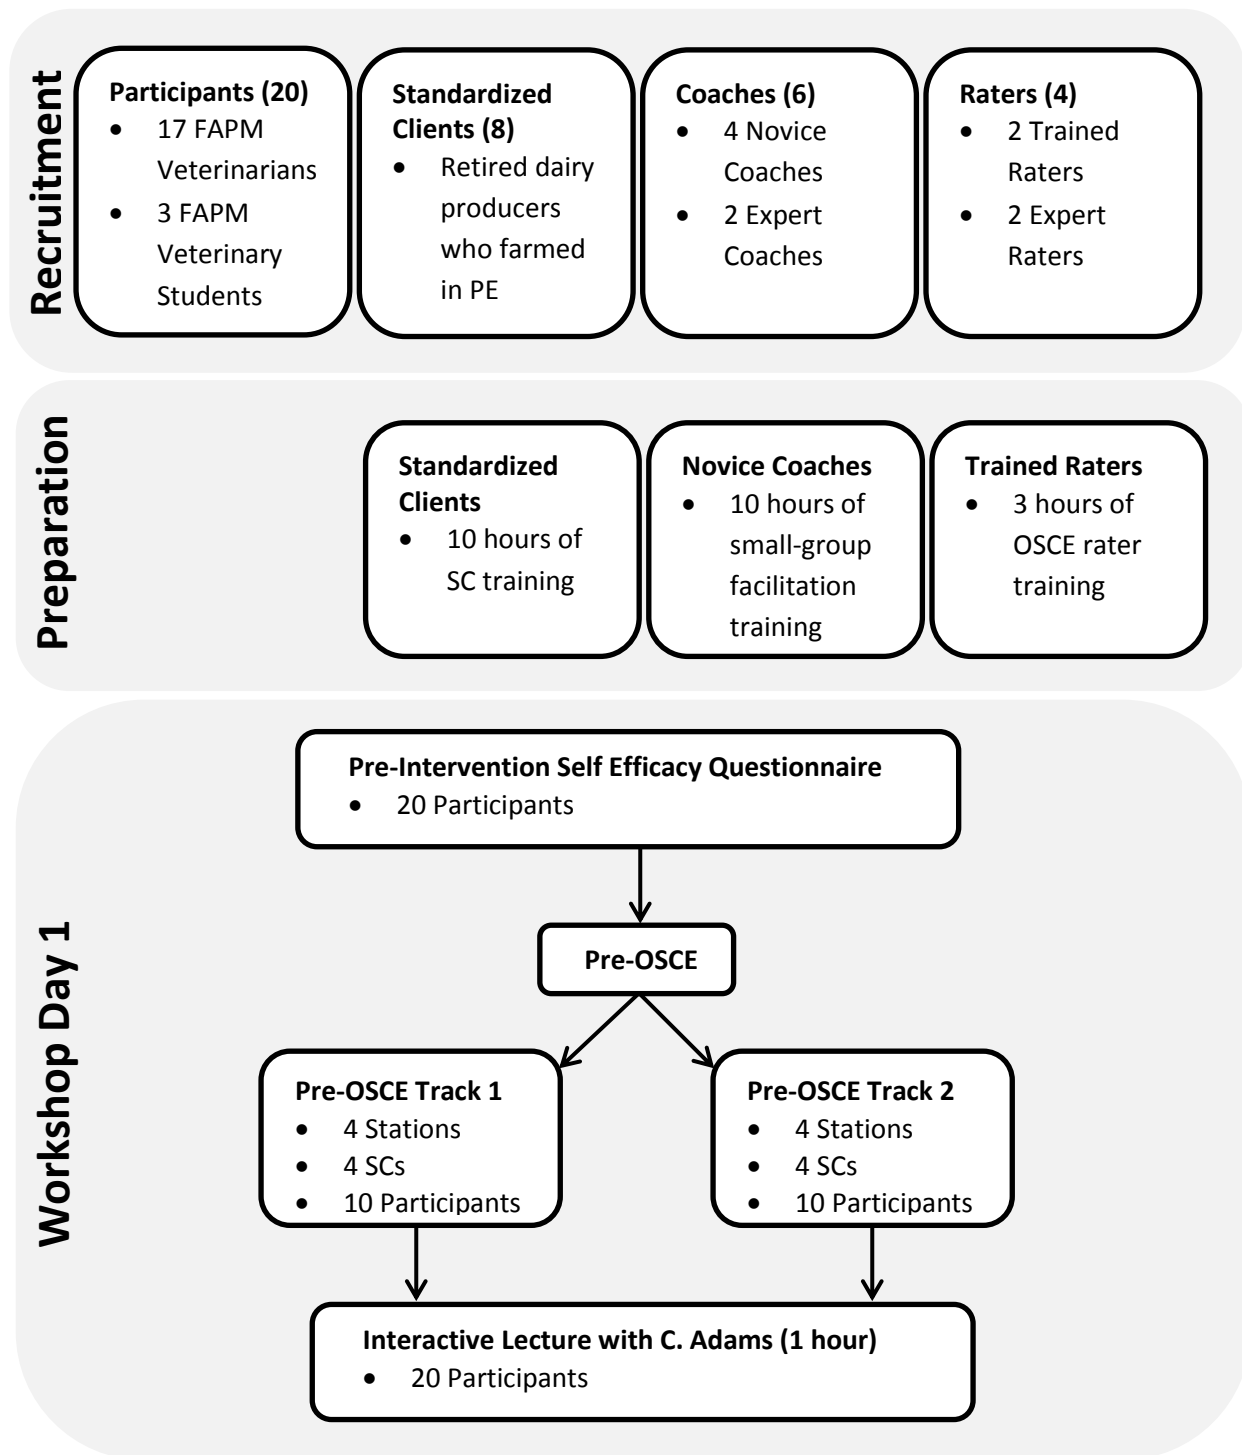 Recruitment
Participants (20)
• 17 FAPM
Veterinarians
• 3 FAPM
Veterinary
Students
Standardized
Clients (8)
• Retired dairy
producers
who farmed
in PE
Coaches (6)
• 4 Novice
Coaches
• 2 Expert
Coaches
Raters (4)
• 2 Trained
Raters
• 2 Expert
Raters
Preparation
Standardized
Clients
• 10 hours of
SC training
Novice Coaches
• 10 hours of
small-group
facilitation
training
Trained Raters
• 3 hours of
OSCE rater
training
Workshop Day 1
Pre-Intervention Self Efficacy Questionnaire
• 20 Participants
Pre-OSCE
Pre-OSCE Track 1
• 4 Stations
• 4 SCs
• 10 Participants
Pre-OSCE Track 2
• 4 Stations
• 4 SCs
• 10 Participants
Interactive Lecture with C. Adams (1 hour)
• 20 Participants